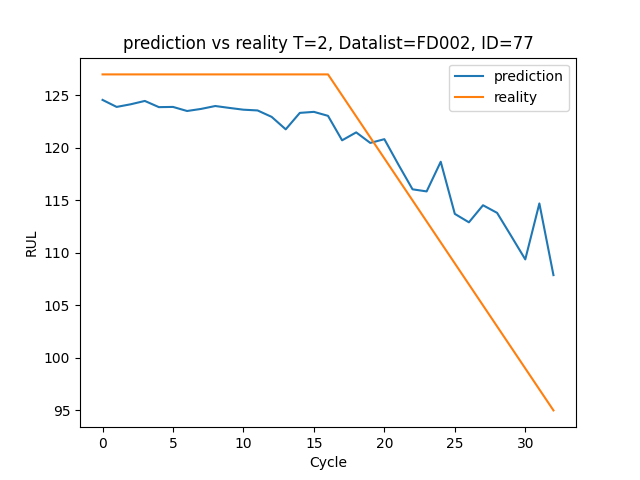 prediction vs reality T=2, Datalist=FD002, ID=77
prediction
reality
125
120
115
110
105
100
95
RUL
0 5 10 15 20 25 30
Cycle